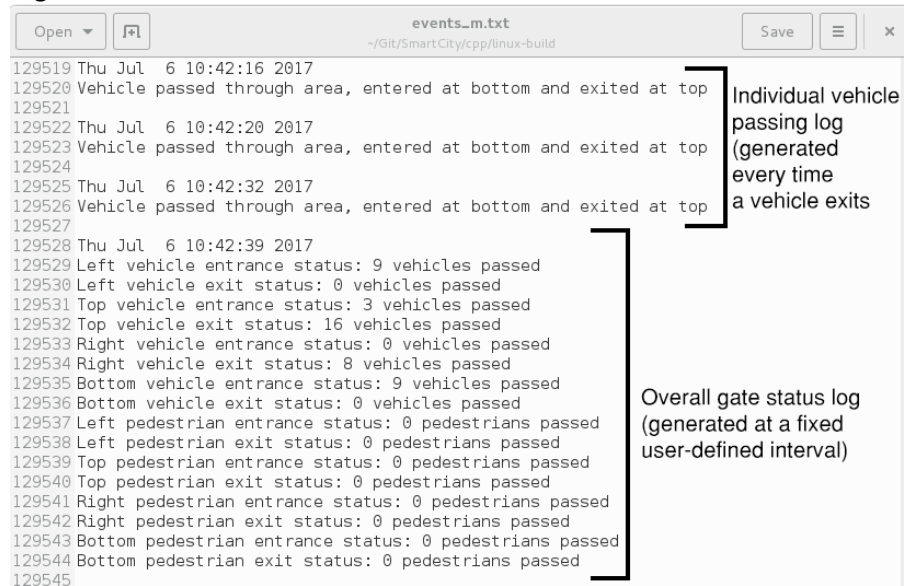 Open
events_m.txt
~/Git/SmartCity/cpp/linux-build
Save
129519 Thu Jul  6 10:42:16 2017
129520 Vehicle passed through area, entered at bottom and exited at top
129521
129522 Thu Jul  6 10:42:20 2017
129523 Vehicle passed through area, entered at bottom and exited at top
129524
129525 Thu Jul  6 10:42:32 2017
129526 Vehicle passed through area, entered at bottom and exited at top
129527
129528 Thu Jul  6 10:42:39 2017
129529 Left vehicle entrance status: 9 vehicles passed
129530 Left vehicle exit status: 0 vehicles passed
129531 Top vehicle entrance status: 3 vehicles passed
129532 Top vehicle exit status: 16 vehicles passed
129533 Right vehicle entrance status: 0 vehicles passed
129534 Right vehicle exit status: 8 vehicles passed
129535 Bottom vehicle entrance status: 9 vehicles passed
129536 Bottom vehicle exit status: 0 vehicles passed
129537 Left pedestrian entrance status: 0 pedestrians passed
129538 Left pedestrian exit status: 0 pedestrians passed
129539 Top pedestrian entrance status: 0 pedestrians passed
129540 Top pedestrian exit status: 0 pedestrians passed
129541 Right pedestrian entrance status: 0 pedestrians passed
129542 Right pedestrian exit status: 0 pedestrians passed
129543 Bottom pedestrian entrance status: 0 pedestrians passed
129544 Bottom pedestrian exit status: 0 pedestrians passed
129545
Individual vehicle
passing log
(generated
every time
a vehicle exits
Overall gate status log
(generated at a fixed
user-defined interval)